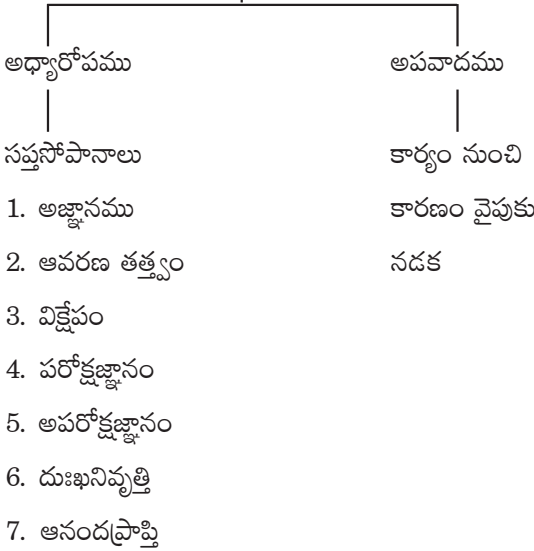 అధ్యారోపము
అపవాదము
సప్తసోపానాలు
1. అజ్ఞానము
2. ఆవరణ తత్త్వం
3. విక్షేపం
4. పరోక్షజ్ఞానం
5. అపరోక్షజ్ఞానం
6. దుఃఖనివృత్తి
7. ఆనందప్రాప్తి
కార్యం నుంచి
కారణం వైపుకు
నడక